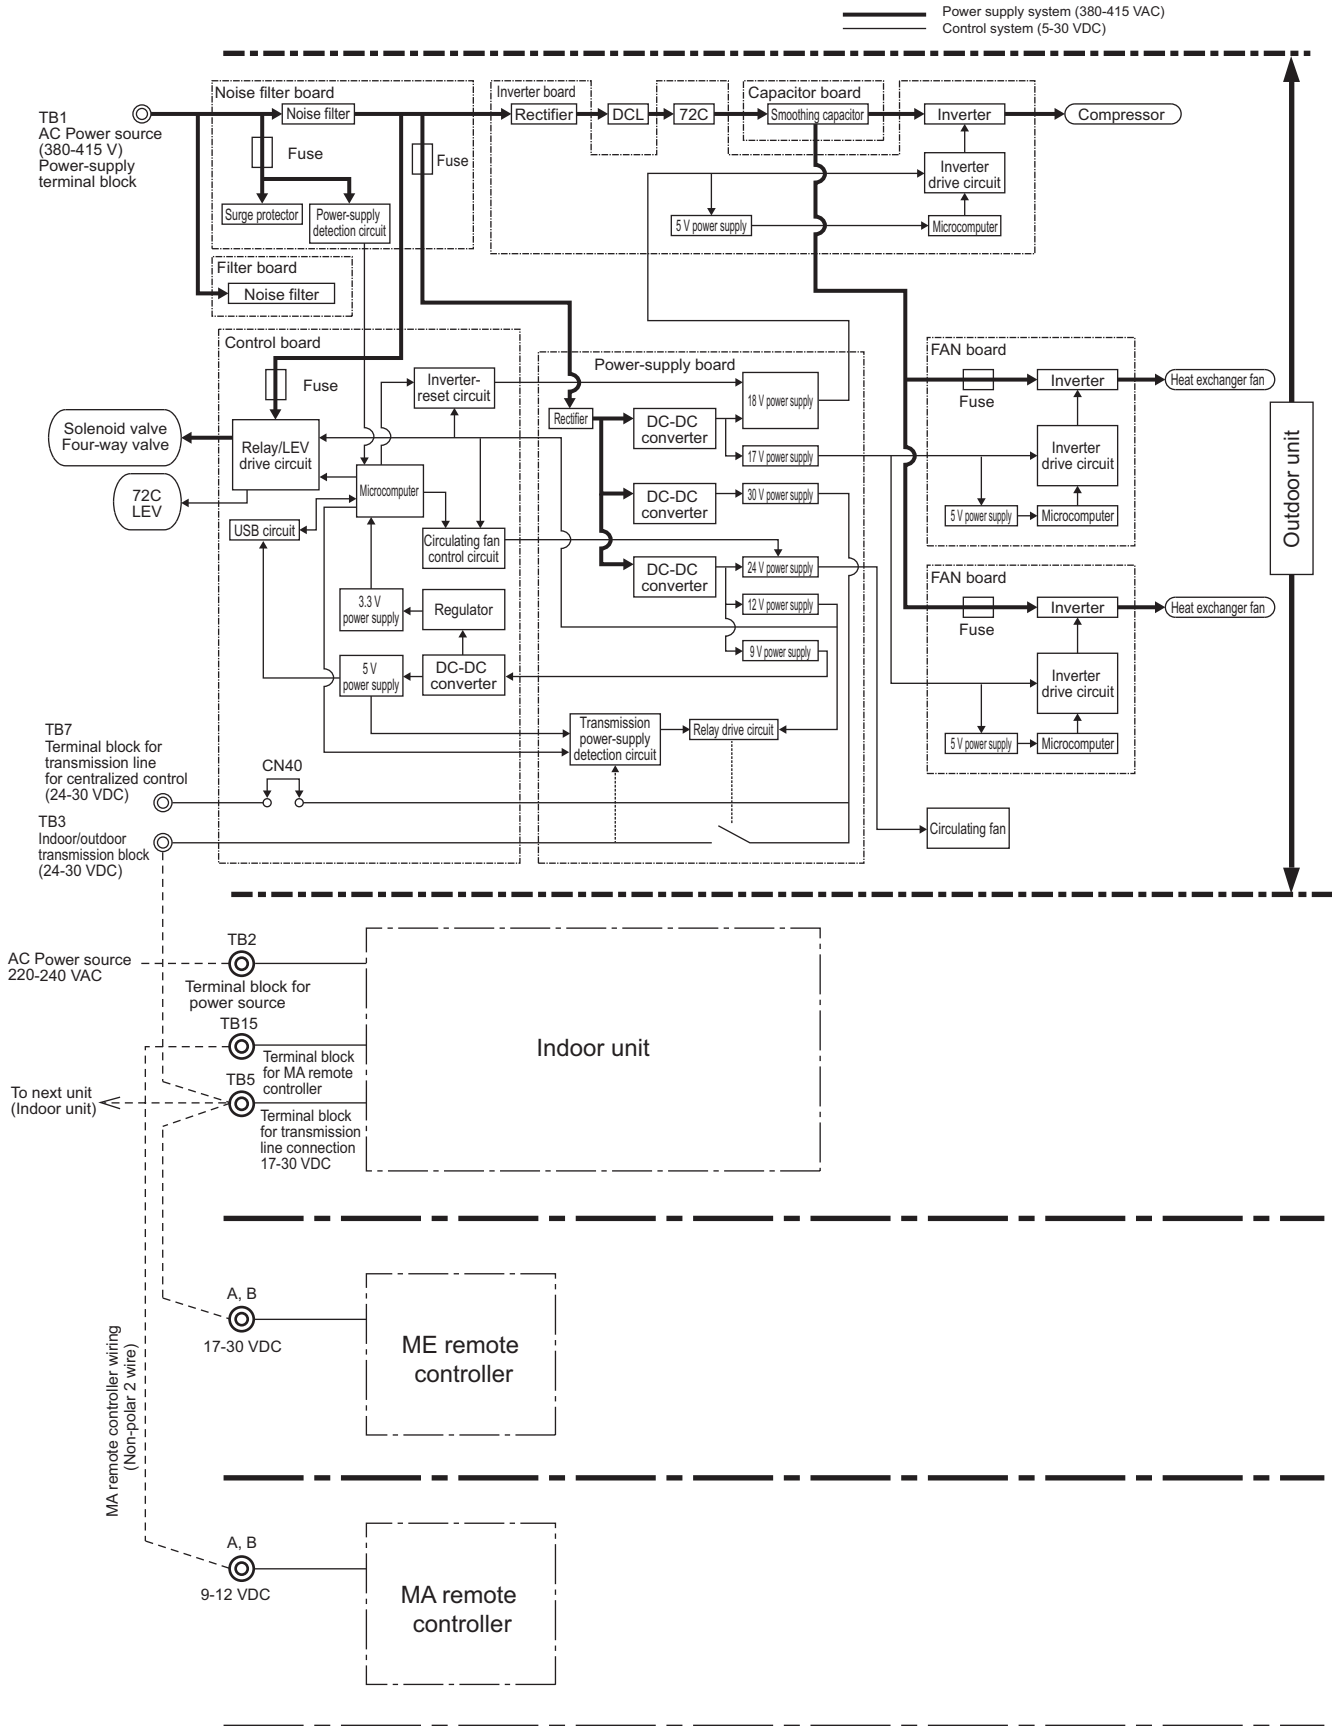 Power supply system (380-415 VAC)
Control system (5-30 VDC)
TB1
AC Power source
(380-415 V)
Power-supply
terminal block
Noise filter board
Noise filter
Fuse
Fuse
Surge protector
Power-supply
detection circuit
Filter board
Noise filter
Inverter board
Rectifier
DCL
72C
Capacitor board
Smoothing capacitor
Inverter
Compressor
Inverter
drive circuit
5 V power supply
Microcomputer
Control board
Fuse
Inverter-
reset circuit
Solenoid valve
Four-way valve
Relay/LEV
drive circuit
72C
LEV
Microcomputer
USB circuit
Circulating fan
control circuit
3.3 V
power supply
Regulator
5 V
power supply
DC-DC
converter
Power-supply board
Rectifier
DC-DC
converter
18 V power supply
17 V power supply
DC-DC
converter
30 V power supply
DC-DC
converter
24 V power supply
12 V power supply
9 V power supply
Transmission
power-supply
detection circuit
Relay drive circuit
FAN board
Fuse
Inverter
Heat exchanger fan
Inverter
drive circuit
5 V power supply
Microcomputer
FAN board
Fuse
Inverter
Heat exchanger fan
Inverter
drive circuit
5 V power supply
Microcomputer
Circulating fan
Outdoor unit
TB7
Terminal block for
transmission line
for centralized control
(24-30 VDC)
CN40
TB3
Indoor/outdoor
transmission block
(24-30 VDC)
AC Power source
220-240 VAC
TB2
Terminal block for
power source
TB15
Terminal block
for MA remote
controller
TB5
Terminal block
for transmission
line connection
17-30 VDC
To next unit
(Indoor unit)
Indoor unit
A, B
17-30 VDC
ME remote
controller
MA remote controller wiring
(Non-polar 2 wire)
A, B
9-12 VDC
MA remote
controller